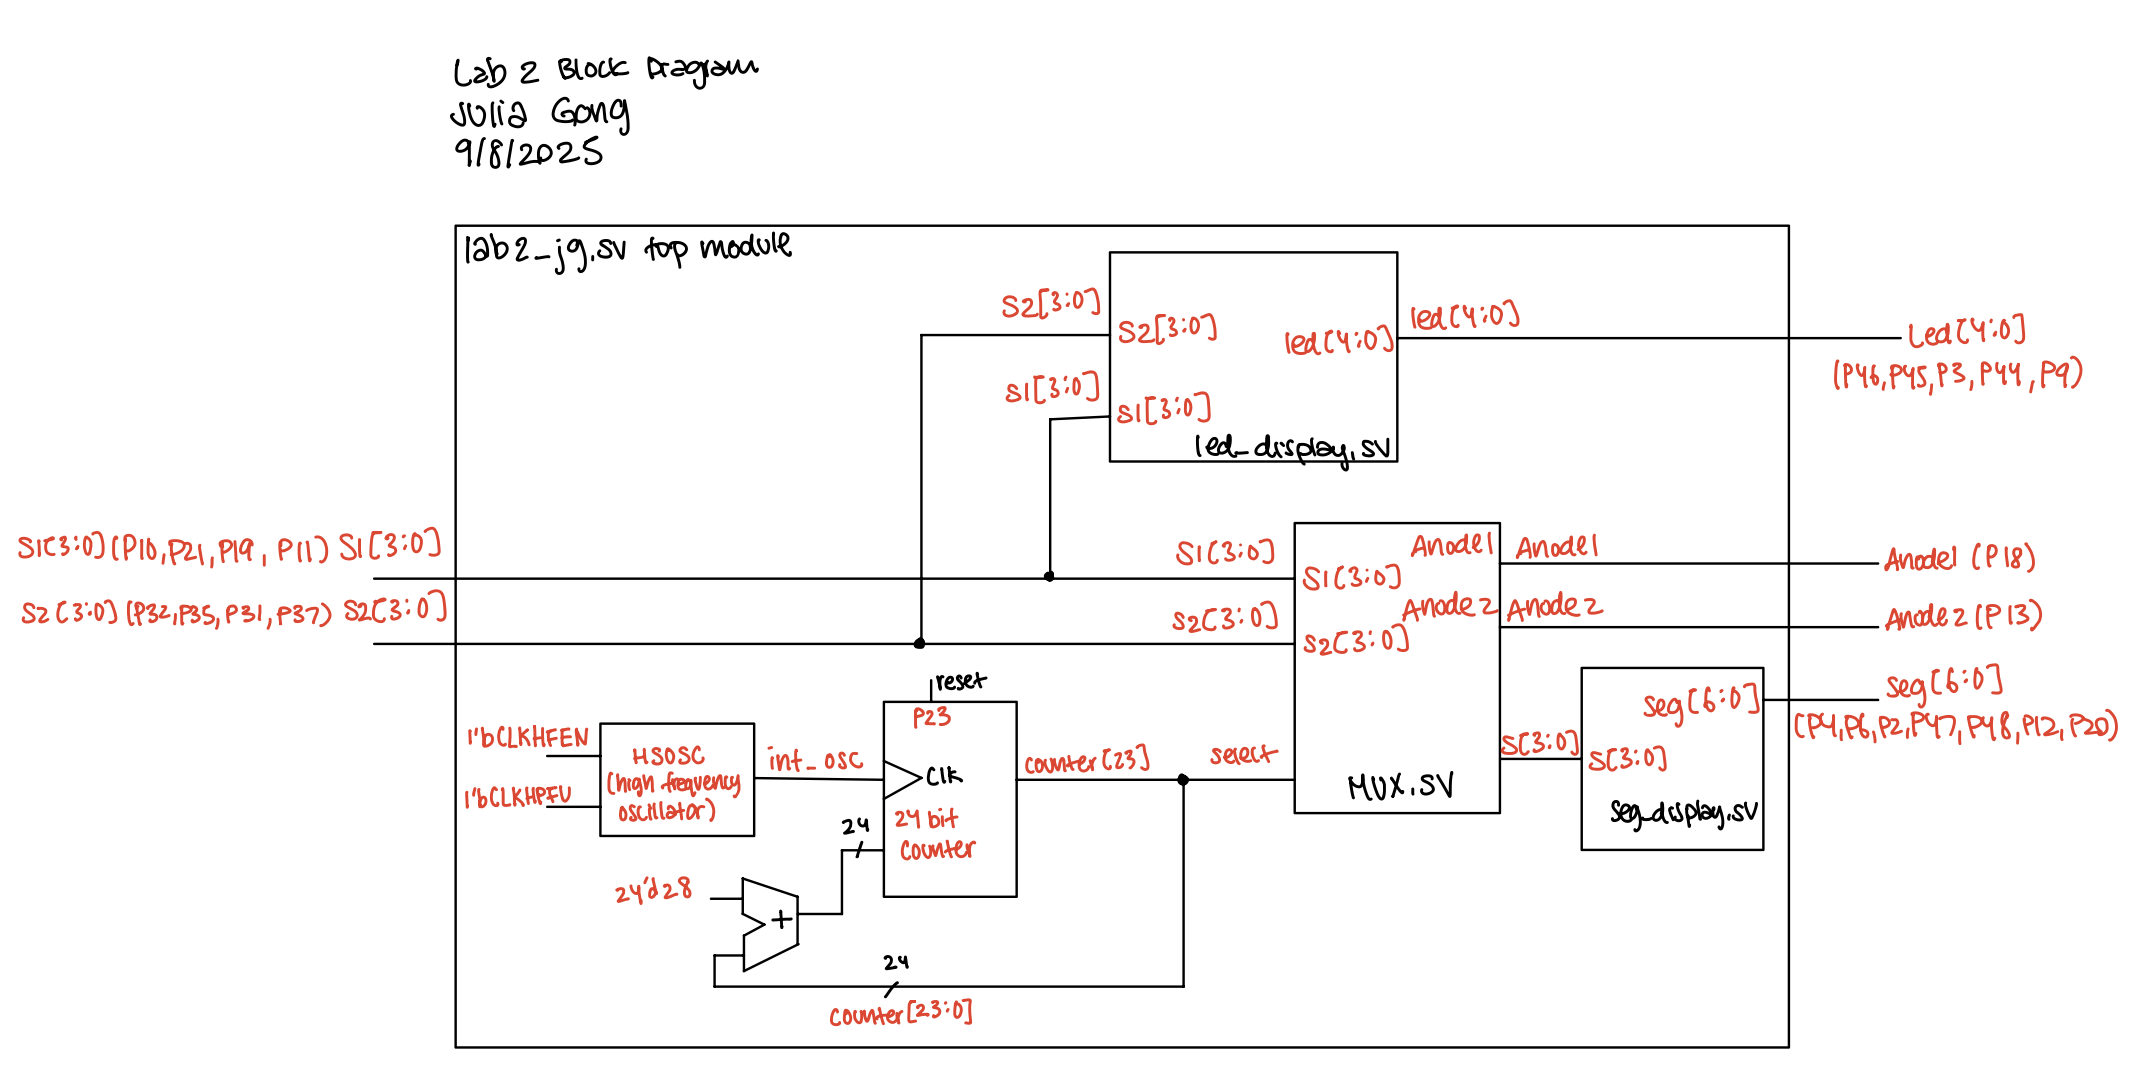 Lab 2 Block Diagram
Julia Gong
9/8/2025
lab2_jg.sv top module
S2[3:0]
S2[3:0]
led[4:0]
led[4:0]
Led[4:0]
(P46, P45, P3, P44, P9)
S1[3:0]
S1[3:0]
led_display.sv
S1[3:0] (P10, P21, P19, P11) S1[3:0]
S1[3:0]
S1[3:0]
Anode1
Anode1
Anode1 (P18)
S2[3:0] (P32, P35, P31, P37) S2[3:0]
S2[3:0]
S2[3:0]
Anode2
Anode2
Anode2 (P13)
reset
P23
seg[6:0]
seg[6:0]
(P4, P6, P2, P47, P48, P12, P20)
1'bCLKHFEN
1'bCLKHPFU
HSOSC
(high frequency
oscillator)
int_osc
Clk
24 bit
counter
counter[23]
select
MUX.SV
S[3:0]
S[3:0]
seg_display.sv
24
24'd28
+
24
counter[23:0]